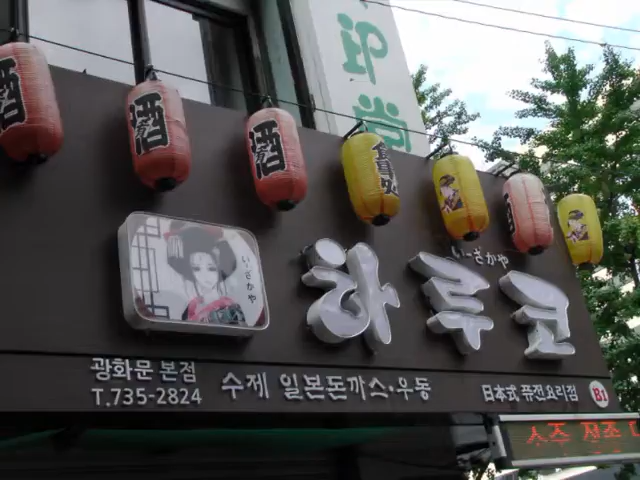 酒
酒
酒
い~ざかや
い~ざかや
하루코
광화문 본점
T.735-2824
수제 일본돈까스·우동
日本式 퓨전요리점
B1